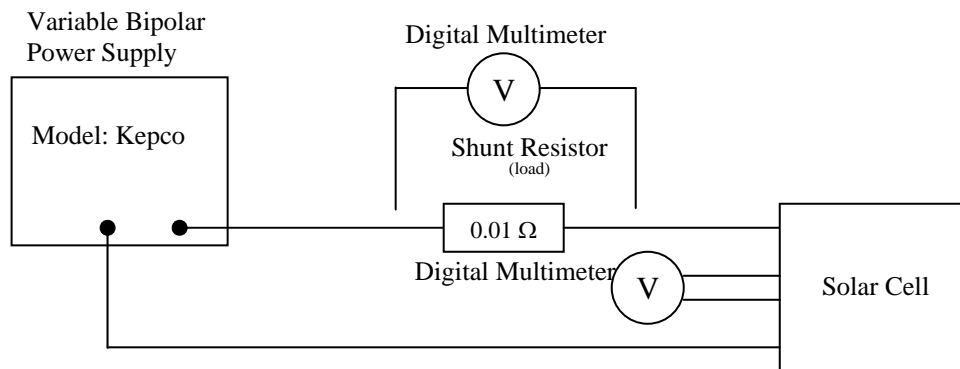 Variable Bipolar
Power Supply
Digital Multimeter
V
Model: Kepco
Shunt Resistor
(load)
0.01 Ω
Digital Multimeter
V
Solar Cell